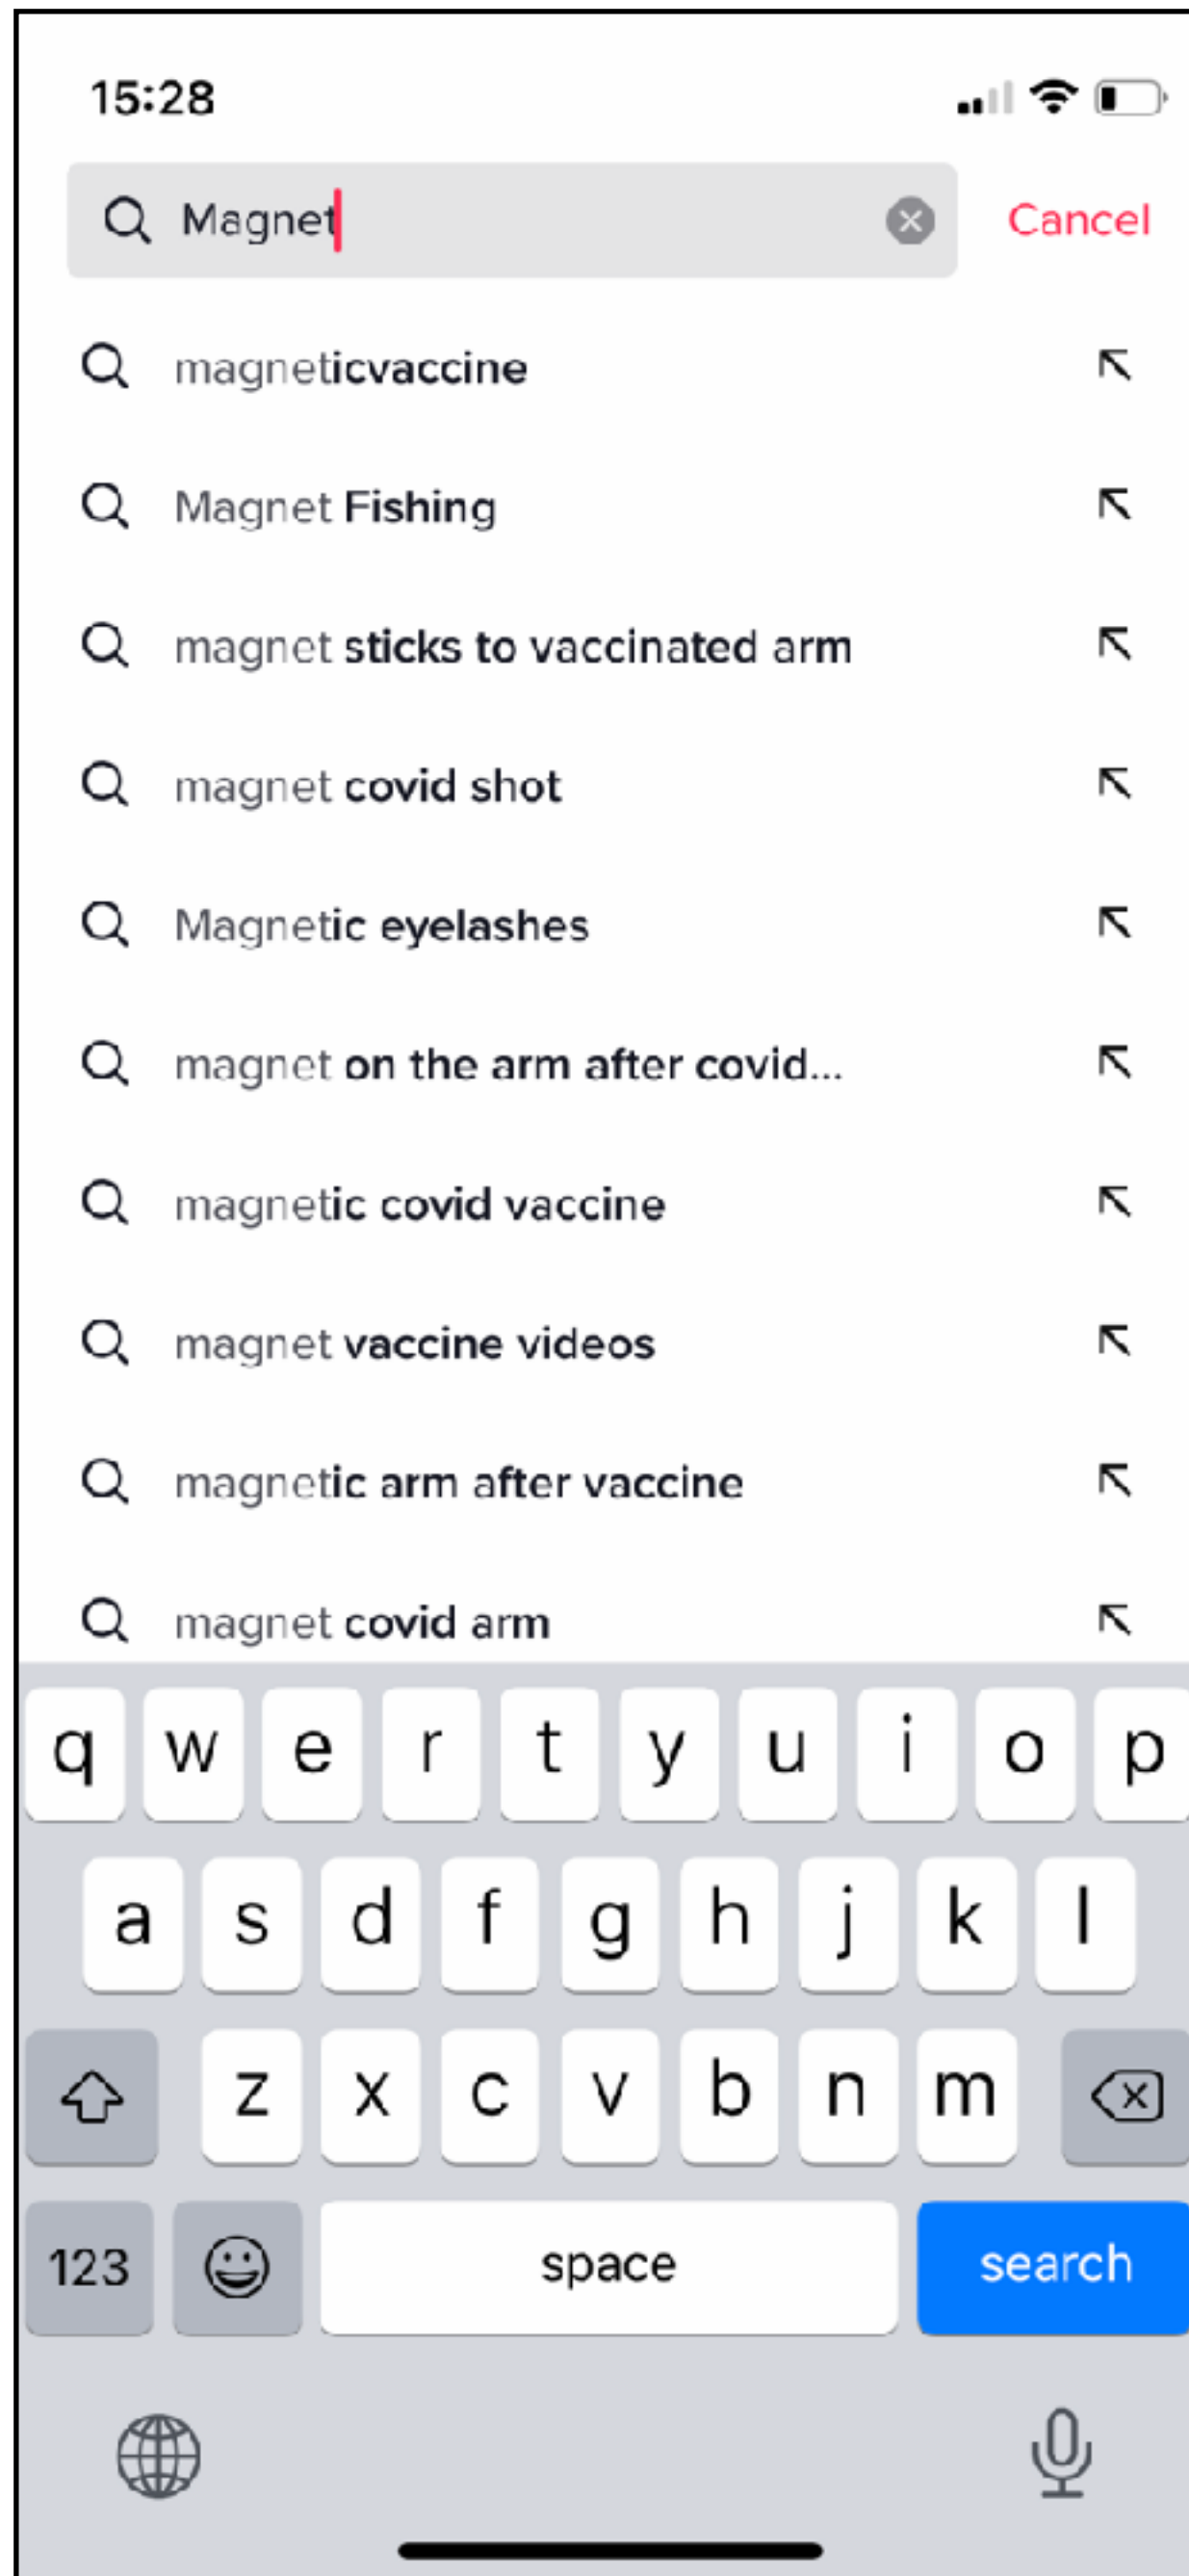 15:28
Magnet
Cancel
magneticvaccine
Magnet Fishing
magnet sticks to vaccinated arm
magnet covid shot
Magnetic eyelashes
magnet on the arm after covid...
magnetic covid vaccine
magnet vaccine videos
magnetic arm after vaccine
magnet covid arm
q w e r t y u i o p
a s d f g h j k l
z x c v b n m
123 space search